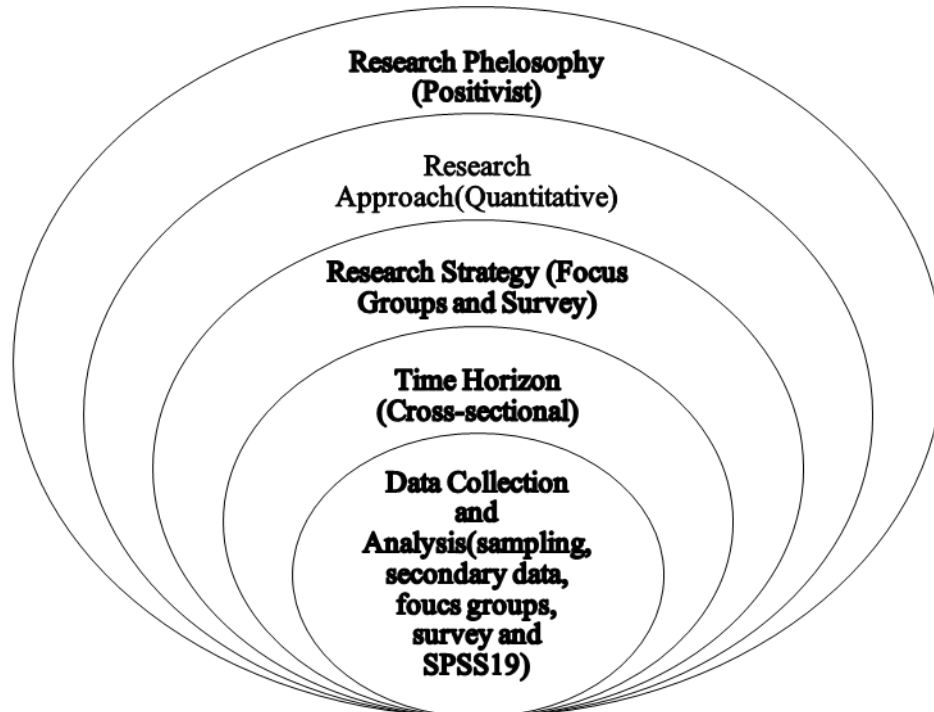 Research Phelosophy
(Positivist)
Research
Approach(Quantitative)
Research Strategy (Focus
Groups and Survey)
Time Horizon
(Cross-sectional)
Data Collection
and
Analysis(sampling,
secondary data,
foucs groups,
survey and
SPSS19)